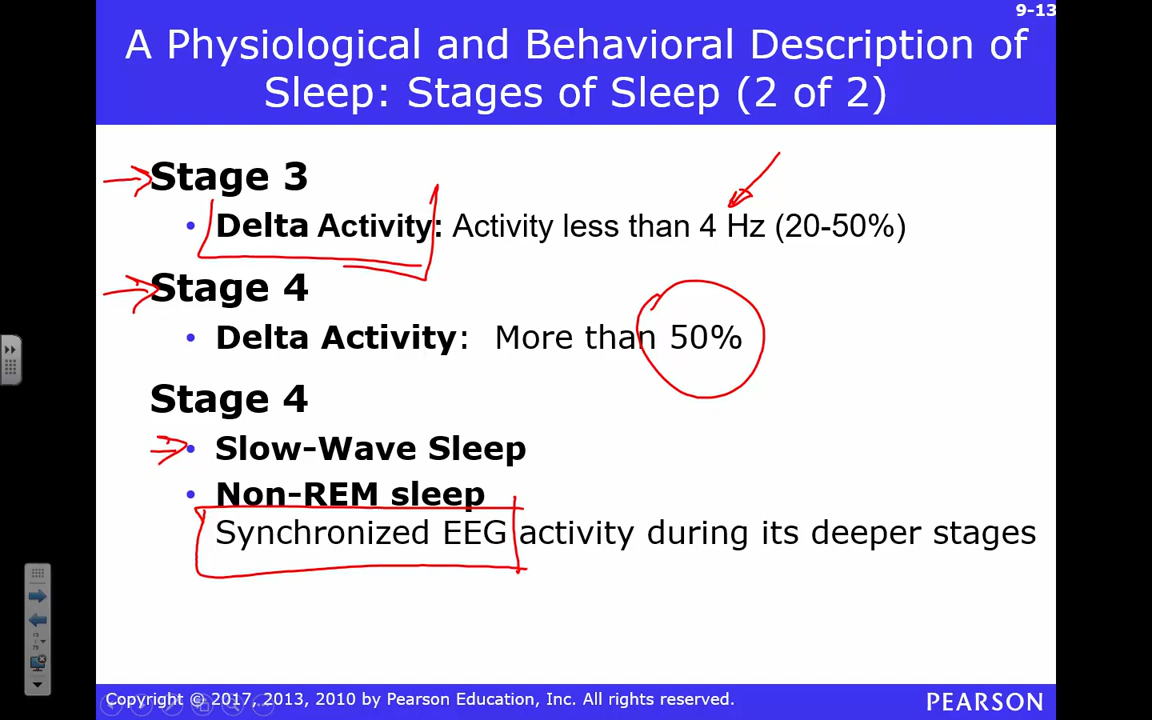 9-13
A Physiological and Behavioral Description of
Sleep: Stages of Sleep (2 of 2)
Stage 3
• Delta Activity: Activity less than 4 Hz (20-50%)
Stage 4
• Delta Activity: More than 50%
Stage 4
• Slow-Wave Sleep
• Non-REM sleep
Synchronized EEG activity during its deeper stages
Copyright © 2017, 2013, 2010 by Pearson Education, Inc. All rights reserved.
PEARSON